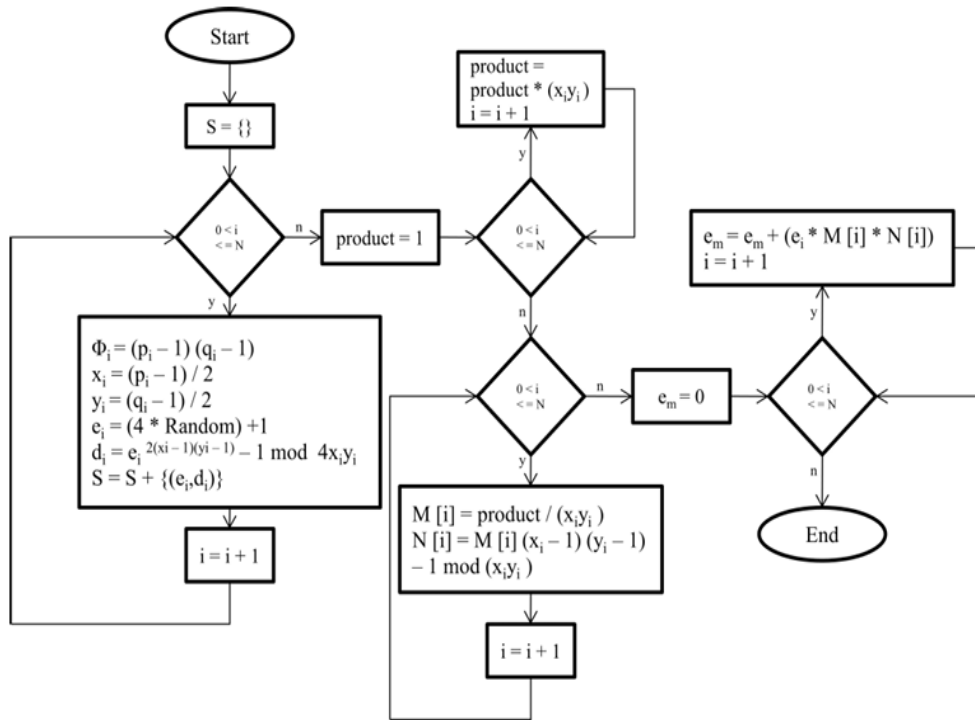 Start
S = {}
0 < i
< = N
n
y
Φi = (pi – 1) (qi – 1)
xi = (pi – 1) / 2
yi = (qi – 1) / 2
ei = (4 * Random) +1
di = ei 2(xi – 1)(yi – 1) – 1 mod 4xiyi
S = S + {(ei,di)}
i = i + 1
product = 1
product =
product * (xiyi )
i = i + 1
y
0 < i
< = N
n
0 < i
< = N
n
y
M [i] = product / (xiyi )
N [i] = M [i] (xi – 1) (yi – 1)
– 1 mod (xiyi )
i = i + 1
em = 0
em = em + (ei * M [i] * N [i])
i = i + 1
y
0 < i
< = N
n
End